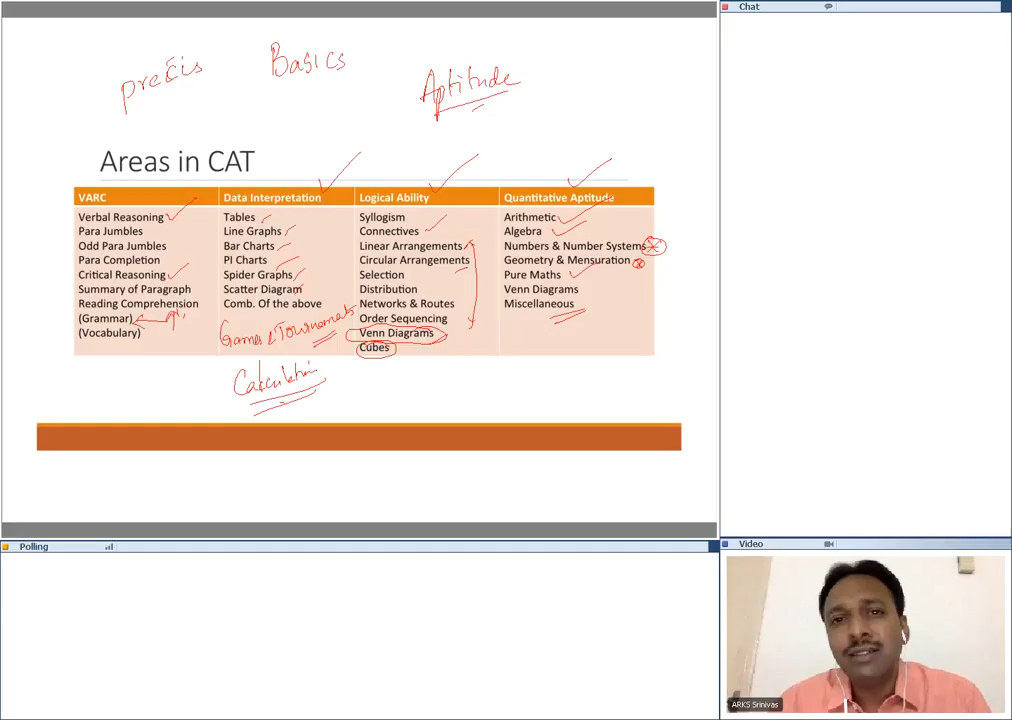 Chat
precis
Basics
Aptitude
Areas in CAT
VARC
Verbal Reasoning
Para Jumbles
Odd Para Jumbles
Para Completion
Critical Reasoning
Summary of Paragraph
Reading Comprehension
(Grammar)
(Vocabulary)
Data Interpretation
Tables
Line Graphs
Bar Charts
PI Charts
Spider Graphs
Scatter Diagram
Comb. Of the above
Games & Tournements
Calculation
Logical Ability
Syllogism
Connectives
Linear Arrangements
Circular Arrangements
Selection
Distribution
Networks & Routes
Order Sequencing
Venn Diagrams
Cubes
Quantitative Aptitude
Arithmetic
Algebra
Numbers & Number Systems
Geometry & Mensuration
Pure Maths
Venn Diagrams
Miscellaneous
Polling
Video
ARKS Srinivas